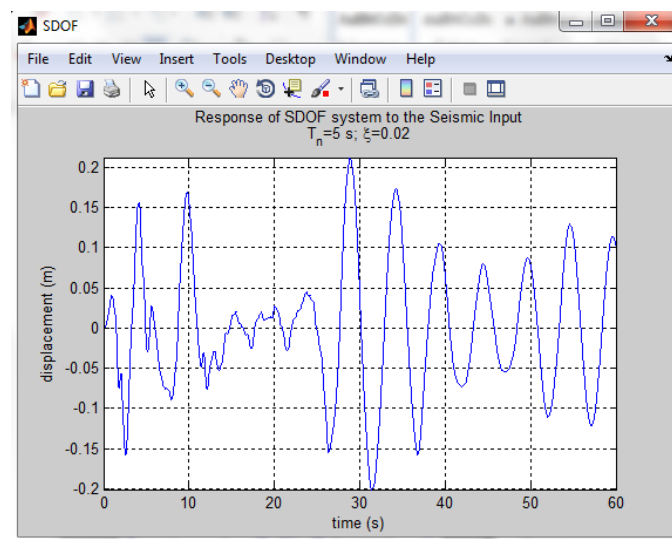 SDOF
File Edit View Insert Tools Desktop Window Help
Response of SDOF system to the Seismic Input
Tn=5 s; ξ=0.02
0.2
0.15
0.1
0.05
0
-0.05
-0.1
-0.15
-0.2
displacement (m)
0 10 20 30 40 50 60
time (s)